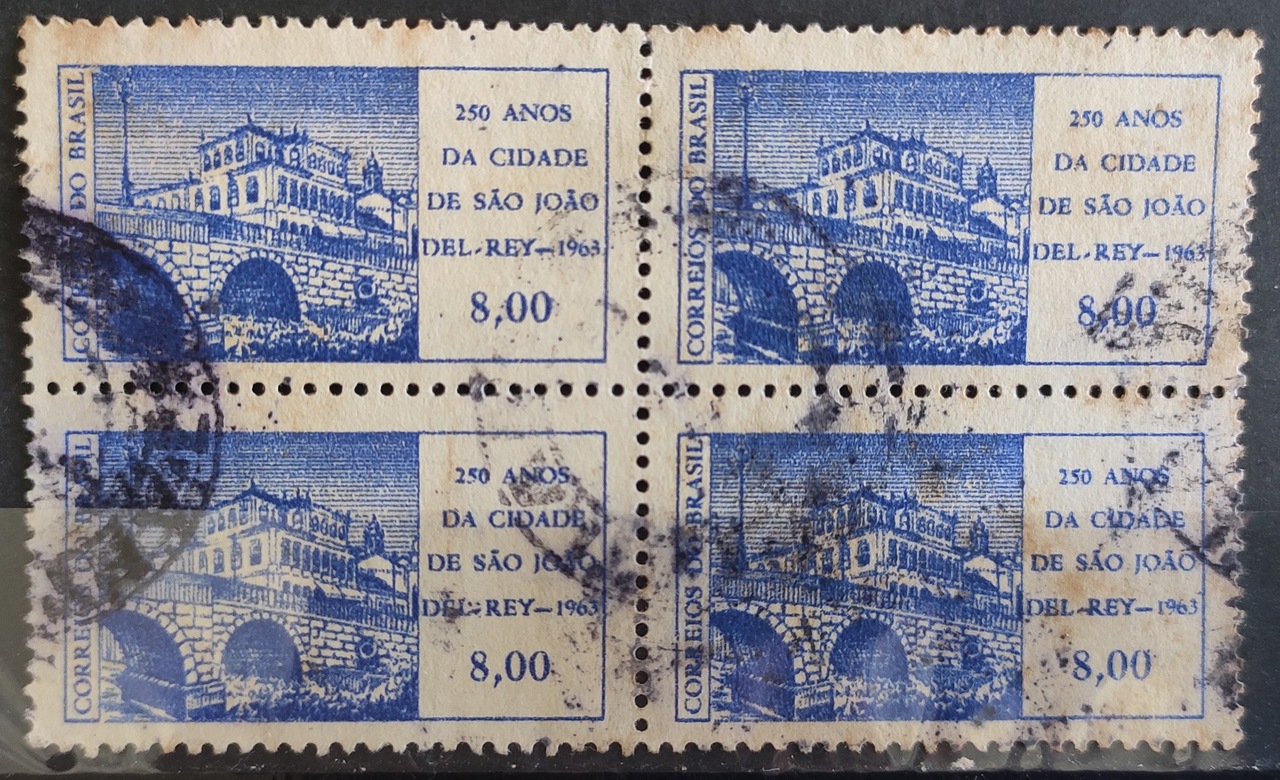 CORREIOS DO BRASIL
250 ANOS
DA CIDADE
DE SÃO JOÃO
DEL-REY-1963
8,00
CORREIOS DO BRASIL
250 ANOS
DA CIDADE
DE SÃO JOÃO
DEL-REY-1963
8,00
CORREIOS DO BRASIL
250 ANOS
DA CIDADE
DE SÃO JOÃO
DEL-REY-1963
8,00
CORREIOS DO BRASIL
250 ANOS
DA CIDADE
DE SÃO JOÃO
DEL-REY-1963
8,00